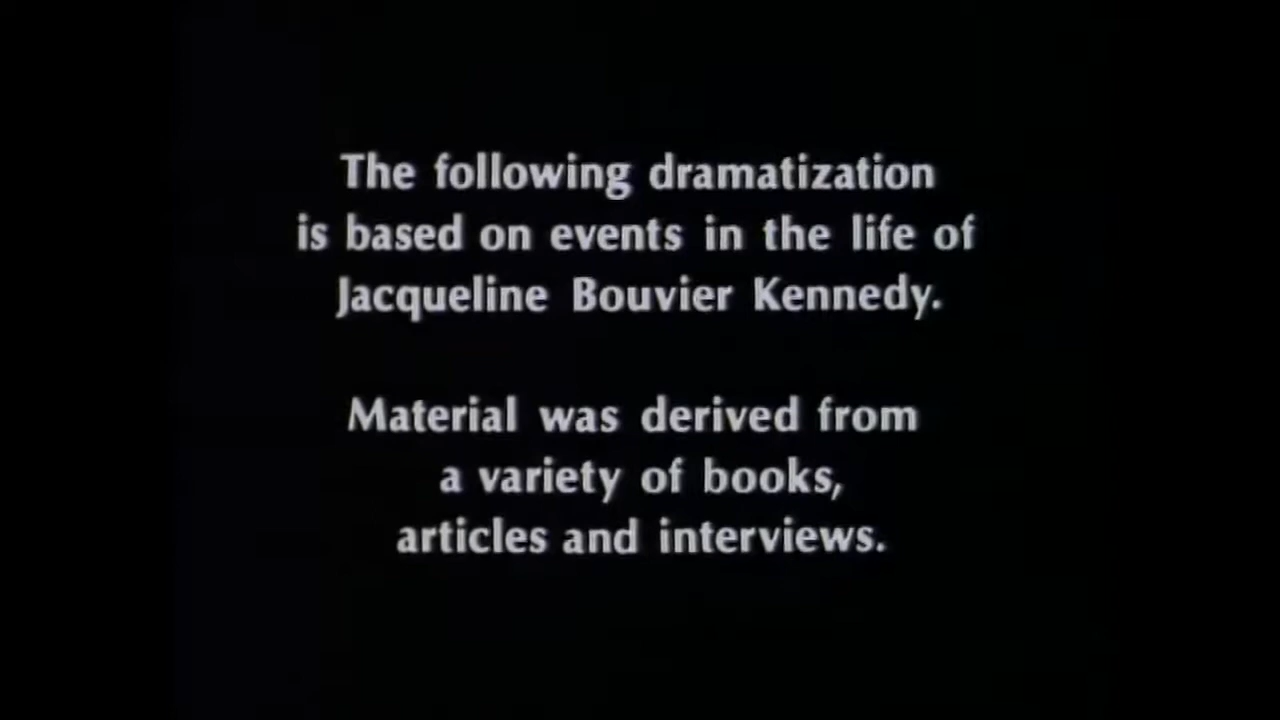 The following dramatization
is based on events in the life of
Jacqueline Bouvier Kennedy.
Material was derived from
a variety of books,
articles and interviews.